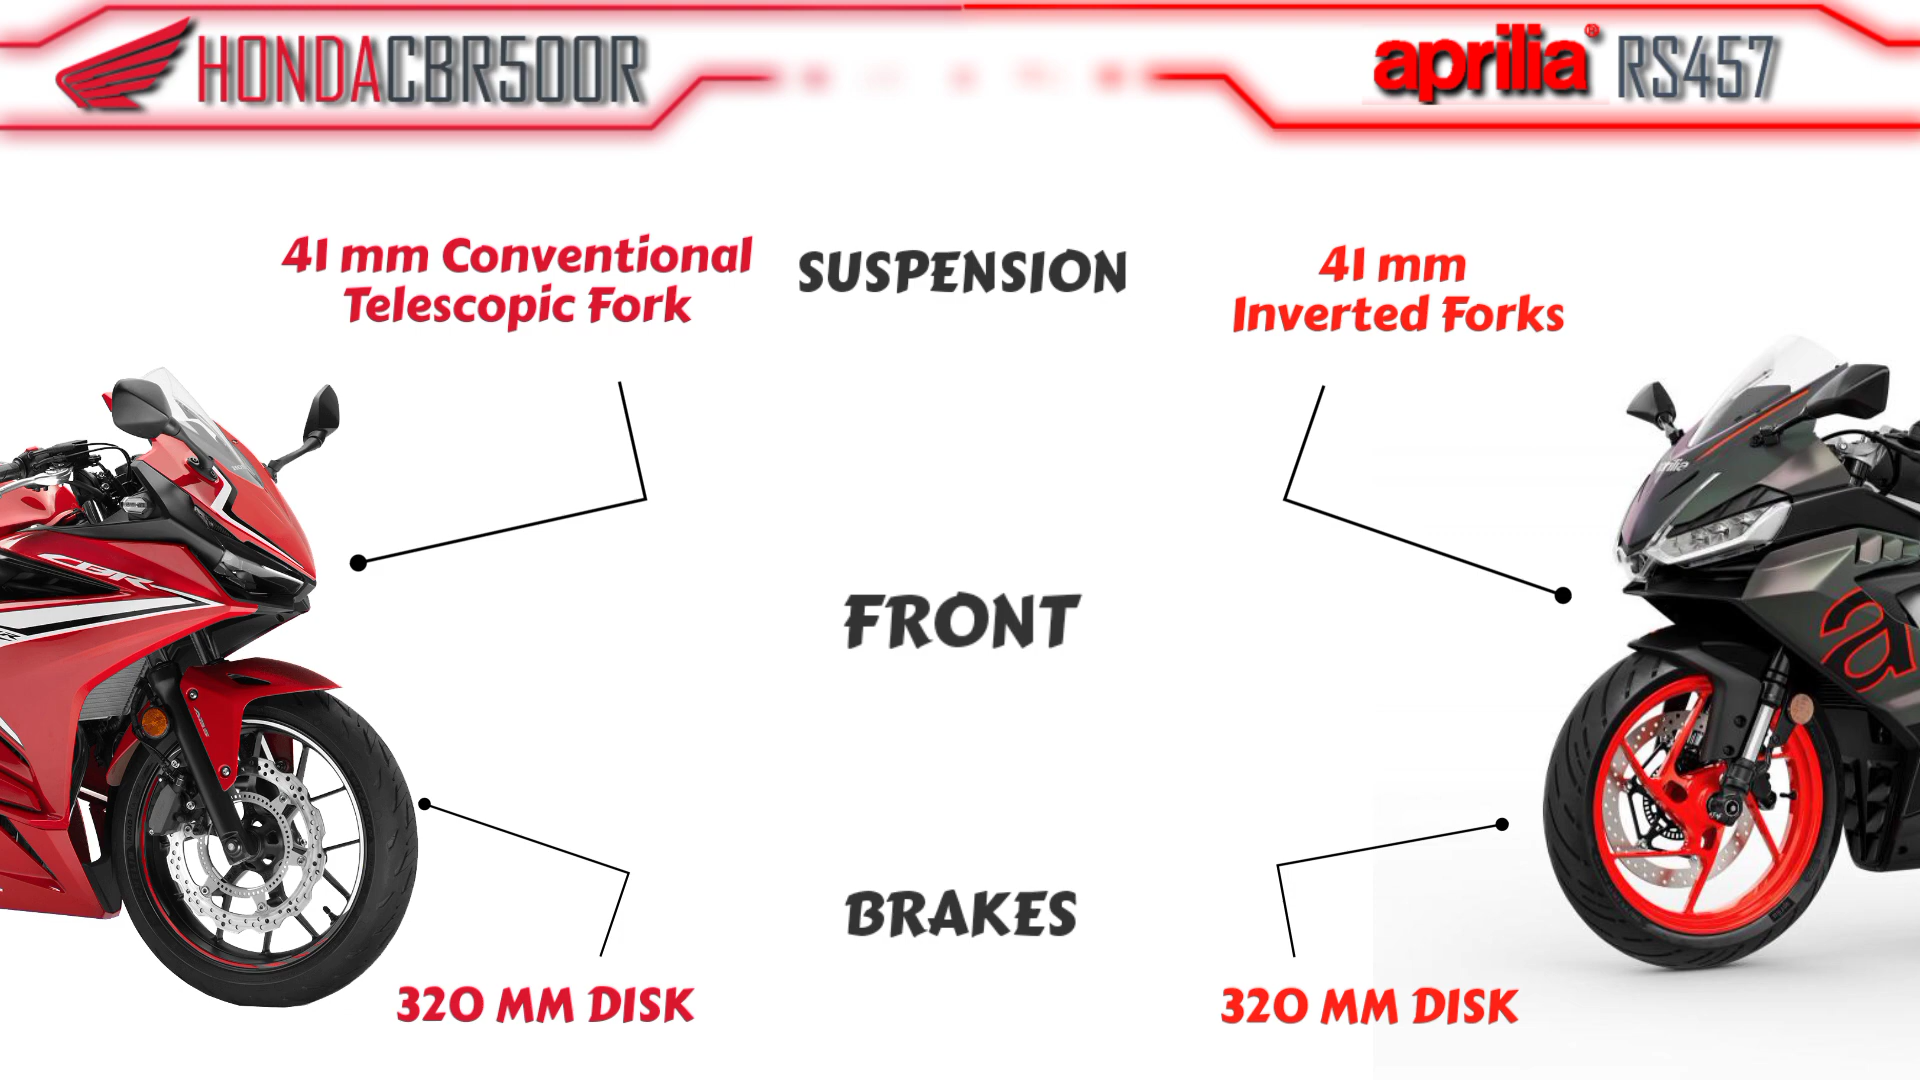 HONDACBR500R
aprilia® RS457
41 mm Conventional
Telescopic Fork
SUSPENSION
41 mm
Inverted Forks
CBR
FRONT
a
BRAKES
320 MM DISK
320 MM DISK